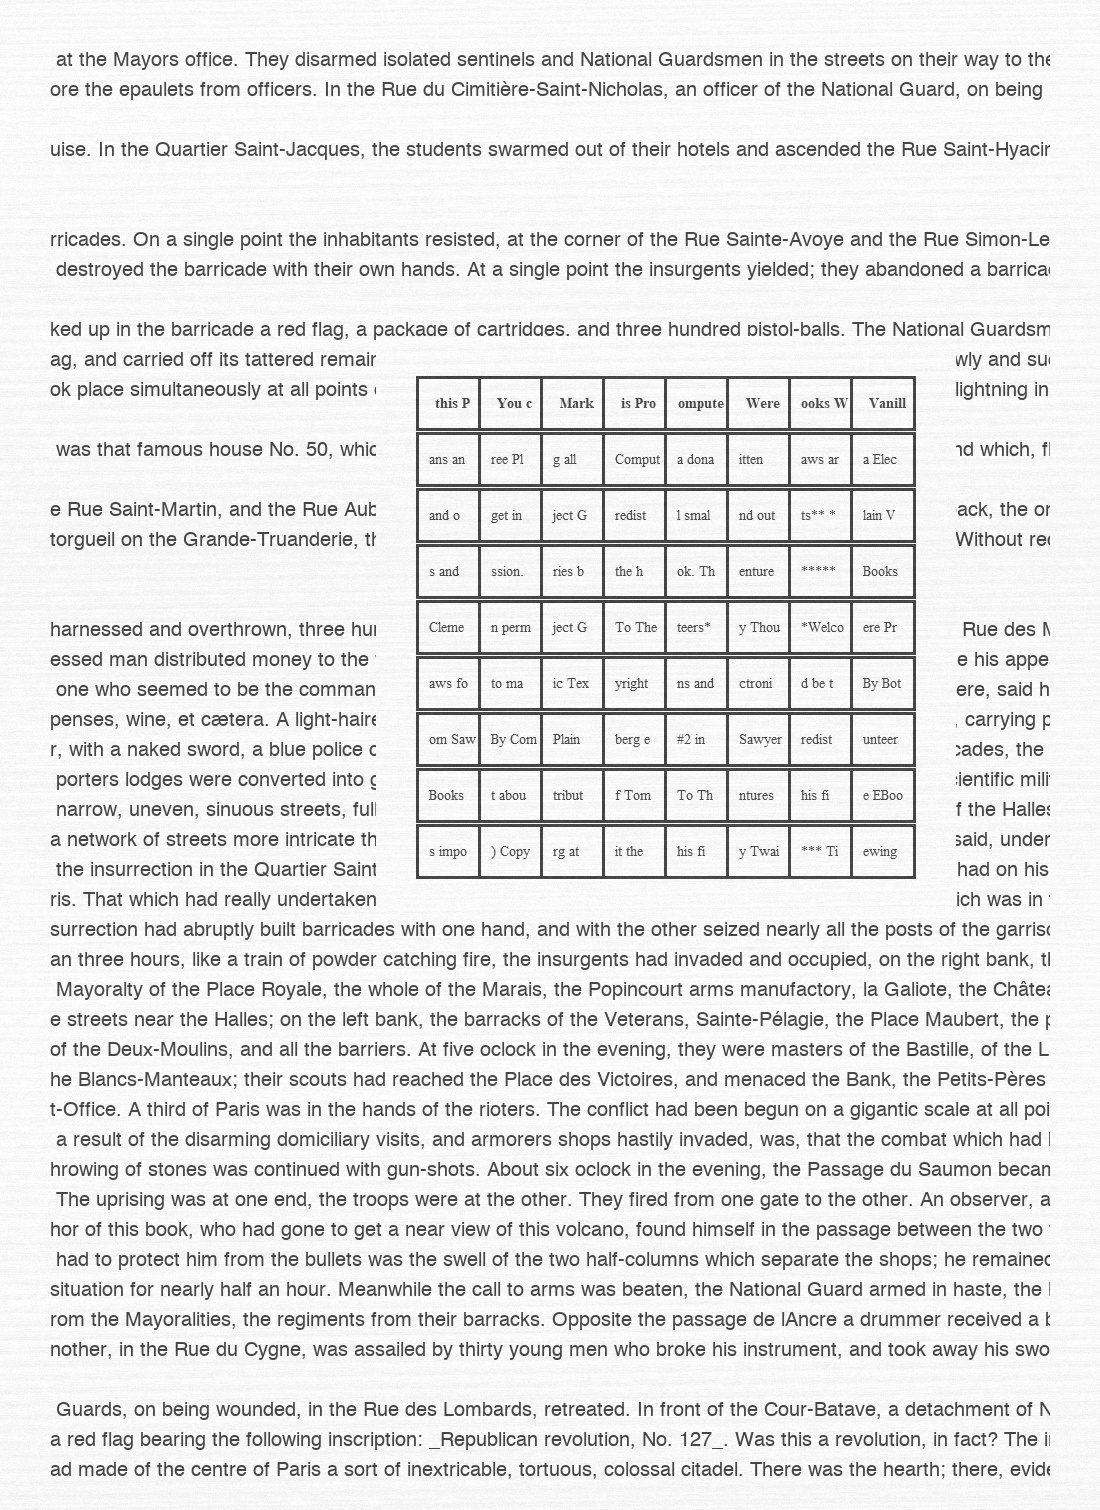 at the Mayors office. They disarmed isolated sentinels and National Guardsmen in the streets on their way to the
ore the epaulets from officers. In the Rue du Cimitière-Saint-Nicholas, an officer of the National Guard, on being
uise. In the Quartier Saint-Jacques, the students swarmed out of their hotels and ascended the Rue Saint-Hyacin
rricades. On a single point the inhabitants resisted, at the corner of the Rue Sainte-Avoye and the Rue Simon-Le
destroyed the barricade with their own hands. At a single point the insurgents yielded; they abandoned a barrica
ked up in the barricade a red flag, a package of cartridges, and three hundred pistol-balls. The National Guardsm
ag, and carried off its tattered remain wly and su
ok place simultaneously at all points lightning in
was that famous house No. 50, whic nd which, fl
e Rue Saint-Martin, and the Rue Aub ack, the or
torgueil on the Grande-Truanderie, th Without re
harnessed and overthrown, three hun Rue des M
essed man distributed money to the e his appe
one who seemed to be the comman ere, said h
penses, wine, et cætera. A light-haire , carrying p
r, with a naked sword, a blue police c cades, the
porters lodges were converted into g cientific mili
narrow, uneven, sinuous streets, full f the Halles
a network of streets more intricate th said, under
the insurrection in the Quartier Saint had on his
ris. That which had really undertaken ich was in
this P You c Mark is Pro ompute Were ooks W Vanill
ans an ree Pl g all Comput a dona itten aws ar a Elec
and o get in ject G redist l smal nd out ts** * lain V
s and ssion. ries b the h ok. Th enture ***** Books
Cleme n perm ject G To The teers* y Thou *Welco ere Pr
aws fo to ma ic Tex yright ns and ctroni d be t By Bot
om Saw By Com Plain berg e #2 in Sawyer redist unteer
Books t abou tribut f Tom To Th ntures his fi e EBoo
s impo ) Copy rg at it the his fi y Twai *** Ti ewing
surrection had abruptly built barricades with one hand, and with the other seized nearly all the posts of the garriso
an three hours, like a train of powder catching fire, the insurgents had invaded and occupied, on the right bank, th
Mayoralty of the Place Royale, the whole of the Marais, the Popincourt arms manufactory, la Galiote, the Châtea
e streets near the Halles; on the left bank, the barracks of the Veterans, Sainte-Pélagie, the Place Maubert, the p
of the Deux-Moulins, and all the barriers. At five oclock in the evening, they were masters of the Bastille, of the L
he Blancs-Manteaux; their scouts had reached the Place des Victoires, and menaced the Bank, the Petits-Pères
t-Office. A third of Paris was in the hands of the rioters. The conflict had been begun on a gigantic scale at all poi
a result of the disarming domiciliary visits, and armorers shops hastily invaded, was, that the combat which had
hrowing of stones was continued with gun-shots. About six oclock in the evening, the Passage du Saumon becam
The uprising was at one end, the troops were at the other. They fired from one gate to the other. An observer, a
hor of this book, who had gone to get a near view of this volcano, found himself in the passage between the two
had to protect him from the bullets was the swell of the two half-columns which separate the shops; he remained
situation for nearly half an hour. Meanwhile the call to arms was beaten, the National Guard armed in haste, the
rom the Mayoralities, the regiments from their barracks. Opposite the passage de lAncre a drummer received a b
nother, in the Rue du Cygne, was assailed by thirty young men who broke his instrument, and took away his swo
Guards, on being wounded, in the Rue des Lombards, retreated. In front of the Cour-Batave, a detachment of N
a red flag bearing the following inscription: _Republican revolution, No. 127_. Was this a revolution, in fact? The i
ad made of the centre of Paris a sort of inextricable, tortuous, colossal citadel. There was the hearth; there, evide